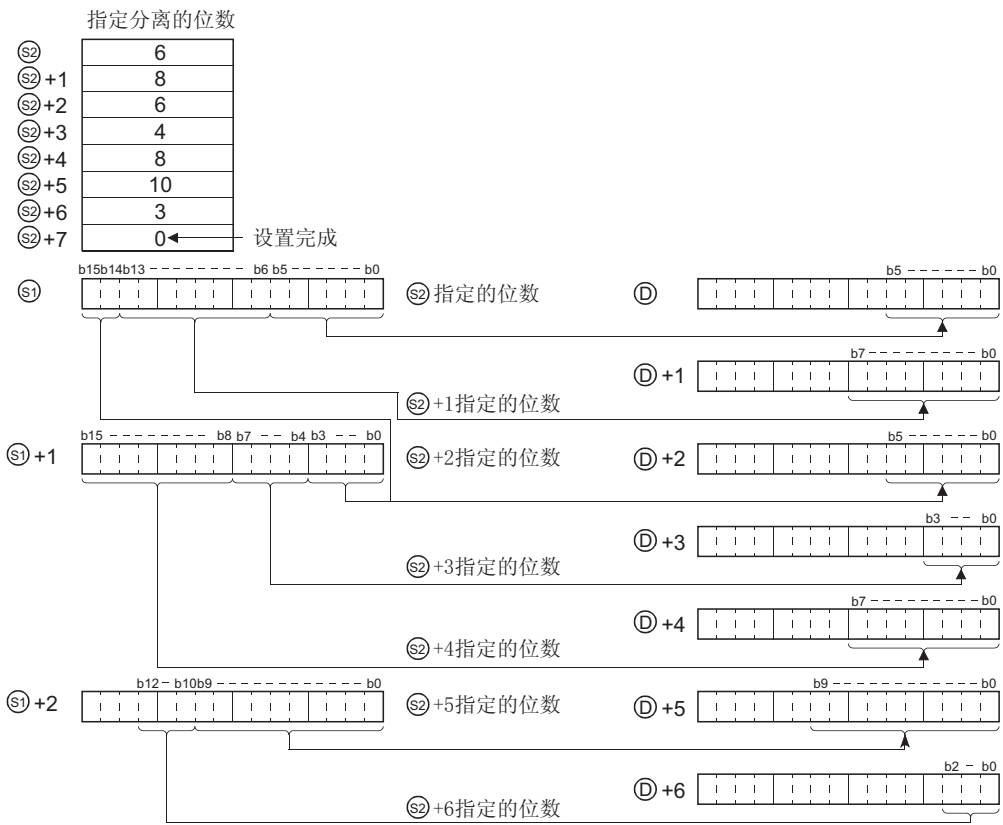 指定分离的位数
S2 6
S2+1 8
S2+2 6
S2+3 4
S2+4 8
S2+5 10
S2+6 3
S2+7 0 设置完成
b15b14b13 b6 b5 b0
S1 S2指定的位数
b5 b0
D
b7 b0
D+1
S2+1指定的位数
b15 b8 b7 b4 b3 b0
S1+1 S2+2指定的位数
b5 b0
D+2
b3 b0
D+3
S2+3指定的位数
b7 b0
D+4
S2+4指定的位数
b12 b10b9 b0
S1+2 S2+5指定的位数
b9 b0
D+5
b2 b0
D+6
S2+6指定的位数